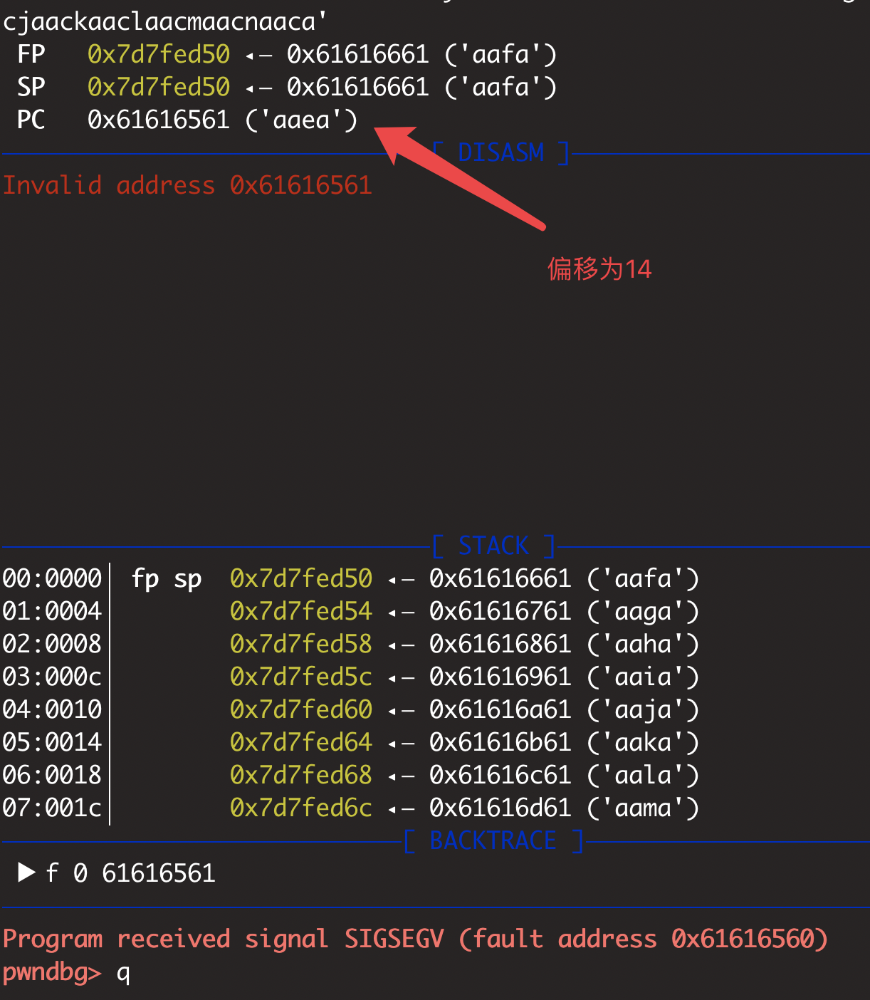 cjaackaaclaacmaacnaaca'
FP 0x7d7fed50 ◂— 0x61616661 ('aafa')
SP 0x7d7fed50 ◂— 0x61616661 ('aafa')
PC 0x61616561 ('aaea')
[ DISASM ]
Invalid address 0x61616561
偏移为14
[ STACK ]
00:0000│ fp sp 0x7d7fed50 ◂— 0x61616661 ('aafa')
01:0004│ 0x7d7fed54 ◂— 0x61616761 ('aaga')
02:0008│ 0x7d7fed58 ◂— 0x61616861 ('aaha')
03:000c│ 0x7d7fed5c ◂— 0x61616961 ('aaia')
04:0010│ 0x7d7fed60 ◂— 0x61616a61 ('aaja')
05:0014│ 0x7d7fed64 ◂— 0x61616b61 ('aaka')
06:0018│ 0x7d7fed68 ◂— 0x61616c61 ('aala')
07:001c│ 0x7d7fed6c ◂— 0x61616d61 ('aama')
[ BACKTRACE ]
► f 0 61616561
Program received signal SIGSEGV (fault address 0x61616560)
pwndbg> q